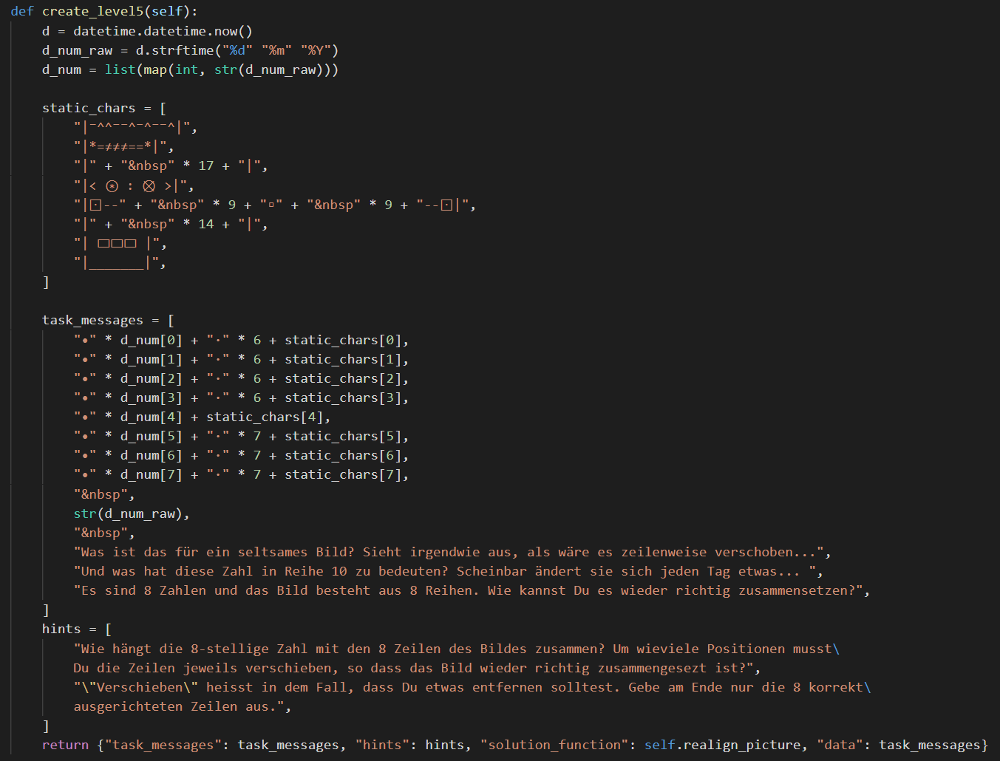 def create_level5(self):
    d = datetime.datetime.now()
    d_num_raw = d.strftime("%d" "%m" "%Y")
    d_num = list(map(int, str(d_num_raw)))

    static_chars = [
        "|⁻^^⁻⁻^⁻^⁻⁻^|",
        "|*=≠≠≠==*|",
        "|" + "&nbsp" * 17 + "|",
        "|< ⊛ : ⊗ >|",
        "|⊡--" + "&nbsp" * 9 + "▫" + "&nbsp" * 9 + "--⊡|",
        "|" + "&nbsp" * 14 + "|",
        "| ▭▭▭ |",
        "|_______|",
    ]

    task_messages = [
        "•" * d_num[0] + "·" * 6 + static_chars[0],
        "•" * d_num[1] + "·" * 6 + static_chars[1],
        "•" * d_num[2] + "·" * 6 + static_chars[2],
        "•" * d_num[3] + "·" * 6 + static_chars[3],
        "•" * d_num[4] + static_chars[4],
        "•" * d_num[5] + "·" * 7 + static_chars[5],
        "•" * d_num[6] + "·" * 7 + static_chars[6],
        "•" * d_num[7] + "·" * 7 + static_chars[7],
        "&nbsp",
        str(d_num_raw),
        "&nbsp",
        "Was ist das für ein seltsames Bild? Sieht irgendwie aus, als wäre es zeilenweise verschoben...",
        "Und was hat diese Zahl in Reihe 10 zu bedeuten? Scheinbar ändert sie sich jeden Tag etwas... ",
        "Es sind 8 Zahlen und das Bild besteht aus 8 Reihen. Wie kannst Du es wieder richtig zusammensetzen?",
    ]
    hints = [
        "Wie hängt die 8-stellige Zahl mit den 8 Zeilen des Bildes zusammen? Um wieviele Positionen musst\
        Du die Zeilen jeweils verschieben, so dass das Bild wieder richtig zusammengesezt ist?",
        "\"Verschieben\" heisst in dem Fall, dass Du etwas entfernen solltest. Gebe am Ende nur die 8 korrekt\
        ausgerichteten Zeilen aus.",
    ]
    return {"task_messages": task_messages, "hints": hints, "solution_function": self.realign_picture, "data": task_messages}